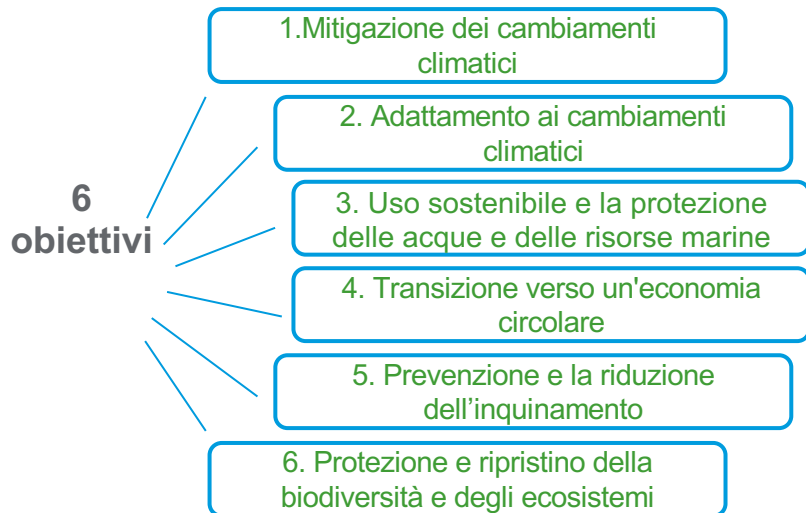 1.Mitigazione dei cambiamenti
climatici
2. Adattamento ai cambiamenti
climatici
6
obiettivi
3. Uso sostenibile e la protezione
delle acque e delle risorse marine
4. Transizione verso un'economia
circolare
5. Prevenzione e la riduzione
dell’inquinamento
6. Protezione e ripristino della
biodiversità e degli ecosistemi